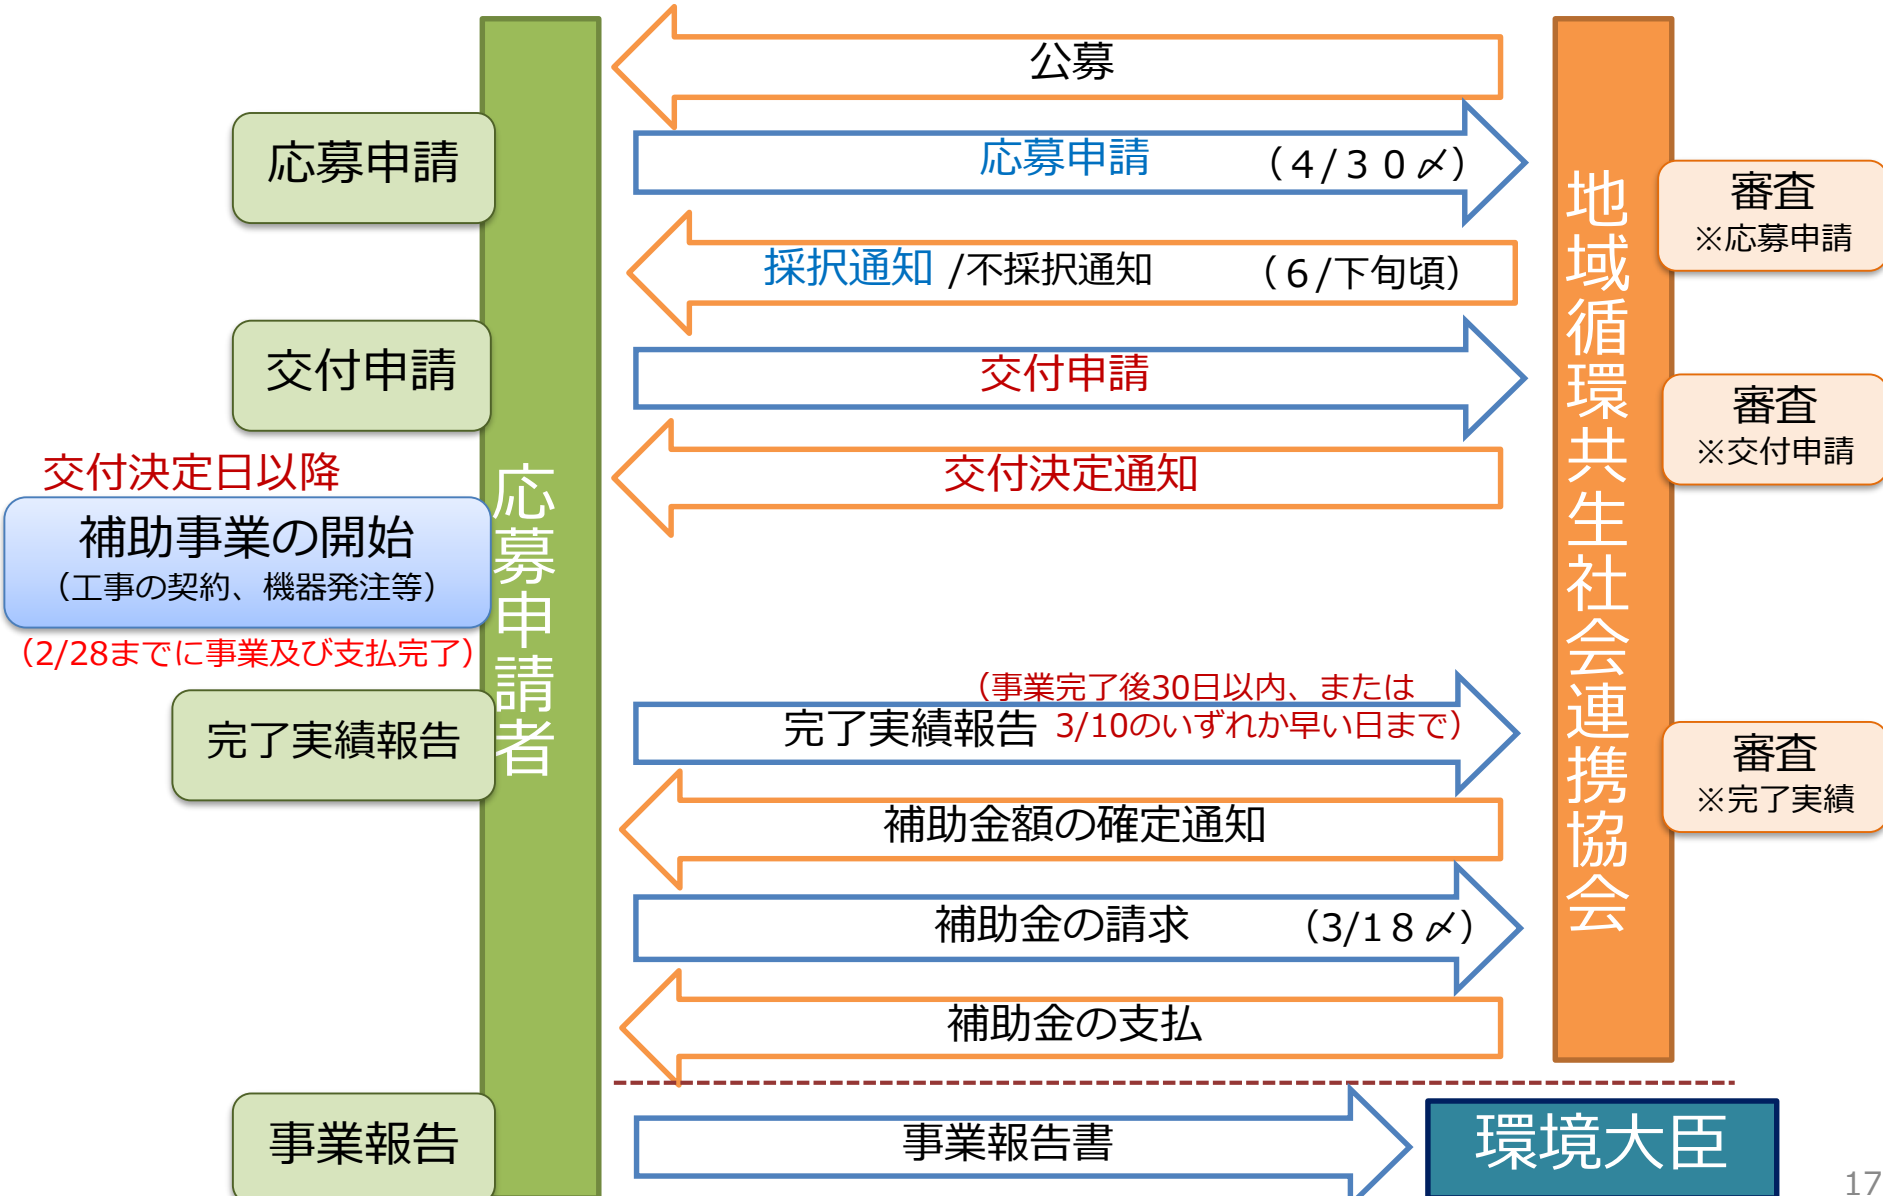 公募
応募申請
応募申請 （４/３０〆）
審査
※応募申請
採択通知 /不採択通知 （６/下旬頃）
交付申請
交付申請
審査
※交付申請
交付決定通知
交付決定日以降
補助事業の開始
（工事の契約、機器発注等）
（2/28までに事業及び支払完了）
応募申請者
地域循環共生社会連携協会
完了実績報告
（事業完了後30日以内、または
完了実績報告 3/10のいずれか早い日まで）
審査
※完了実績
補助金額の確定通知
補助金の請求 （3/1８〆）
補助金の支払
事業報告
事業報告書
環境大臣
17